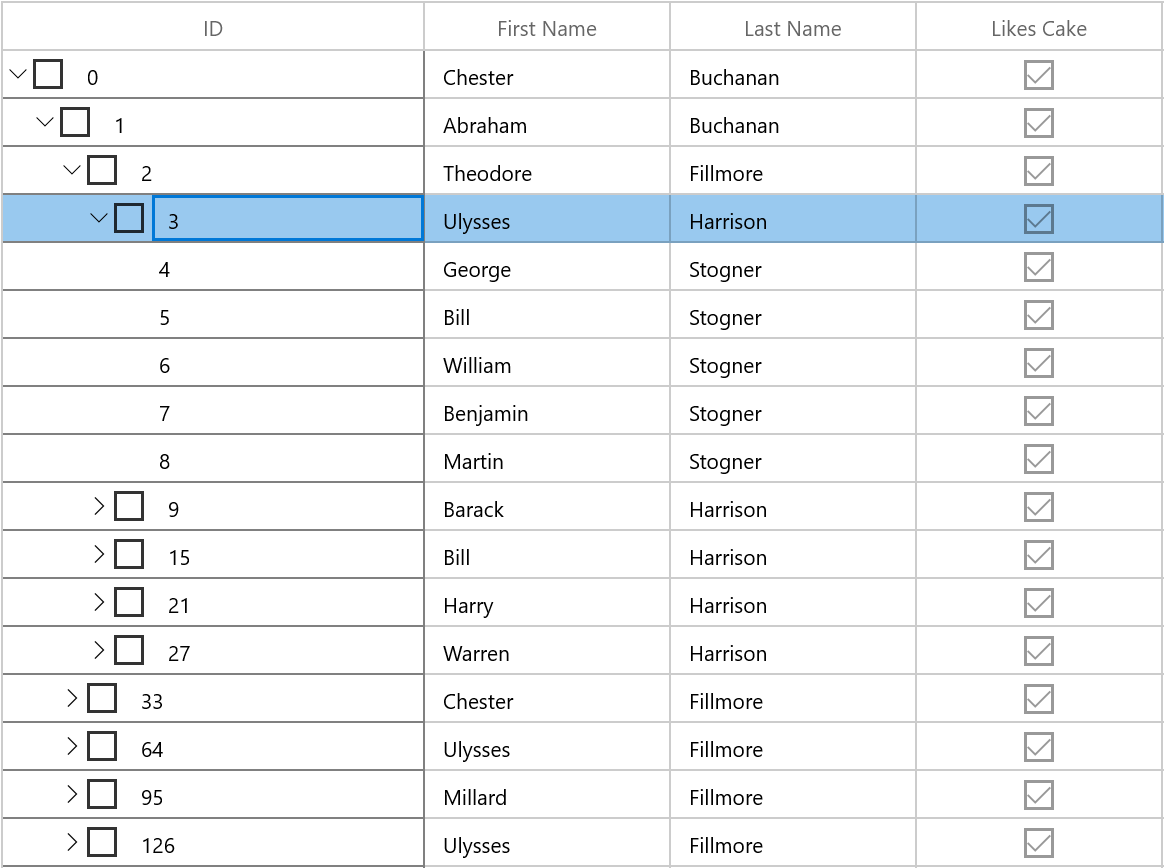 ID First Name Last Name Likes Cake
0 Chester Buchanan
1 Abraham Buchanan
2 Theodore Fillmore
3 Ulysses Harrison
4 George Stogner
5 Bill Stogner
6 William Stogner
7 Benjamin Stogner
8 Martin Stogner
9 Barack Harrison
15 Bill Harrison
21 Harry Harrison
27 Warren Harrison
33 Chester Fillmore
64 Ulysses Fillmore
95 Millard Fillmore
126 Ulysses Fillmore